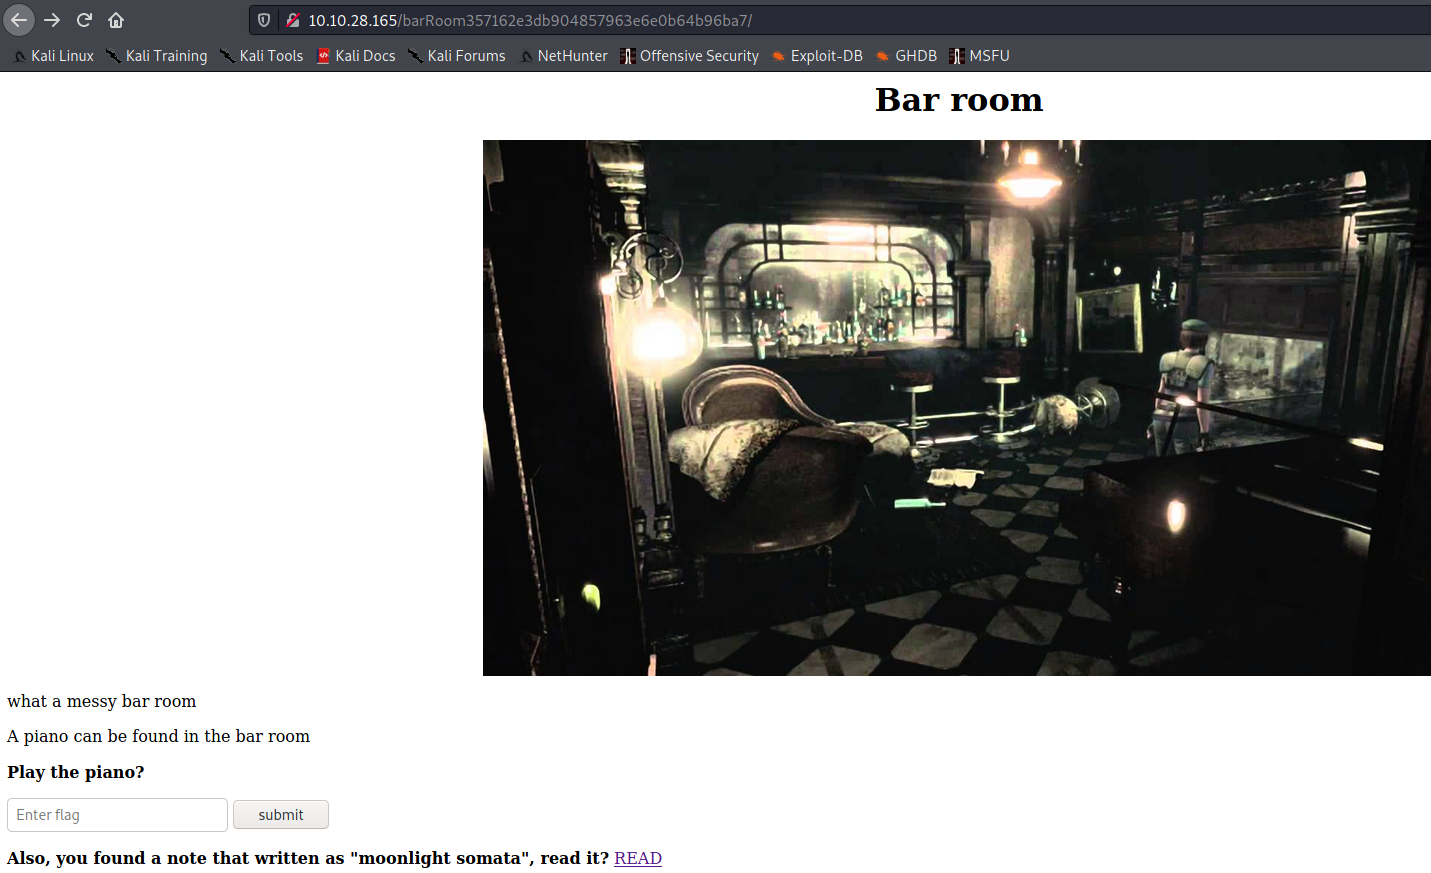 10.10.28.165/barRoom357162e3db904857963e6e0b64b96ba7/
Kali Linux Kali Training Kali Tools Kali Docs Kali Forums NetHunter Offensive Security Exploit-DB GHDB MSFU
Bar room
what a messy bar room
A piano can be found in the bar room
Play the piano?
Enter flag submit
Also, you found a note that written as "moonlight somata", read it? READ